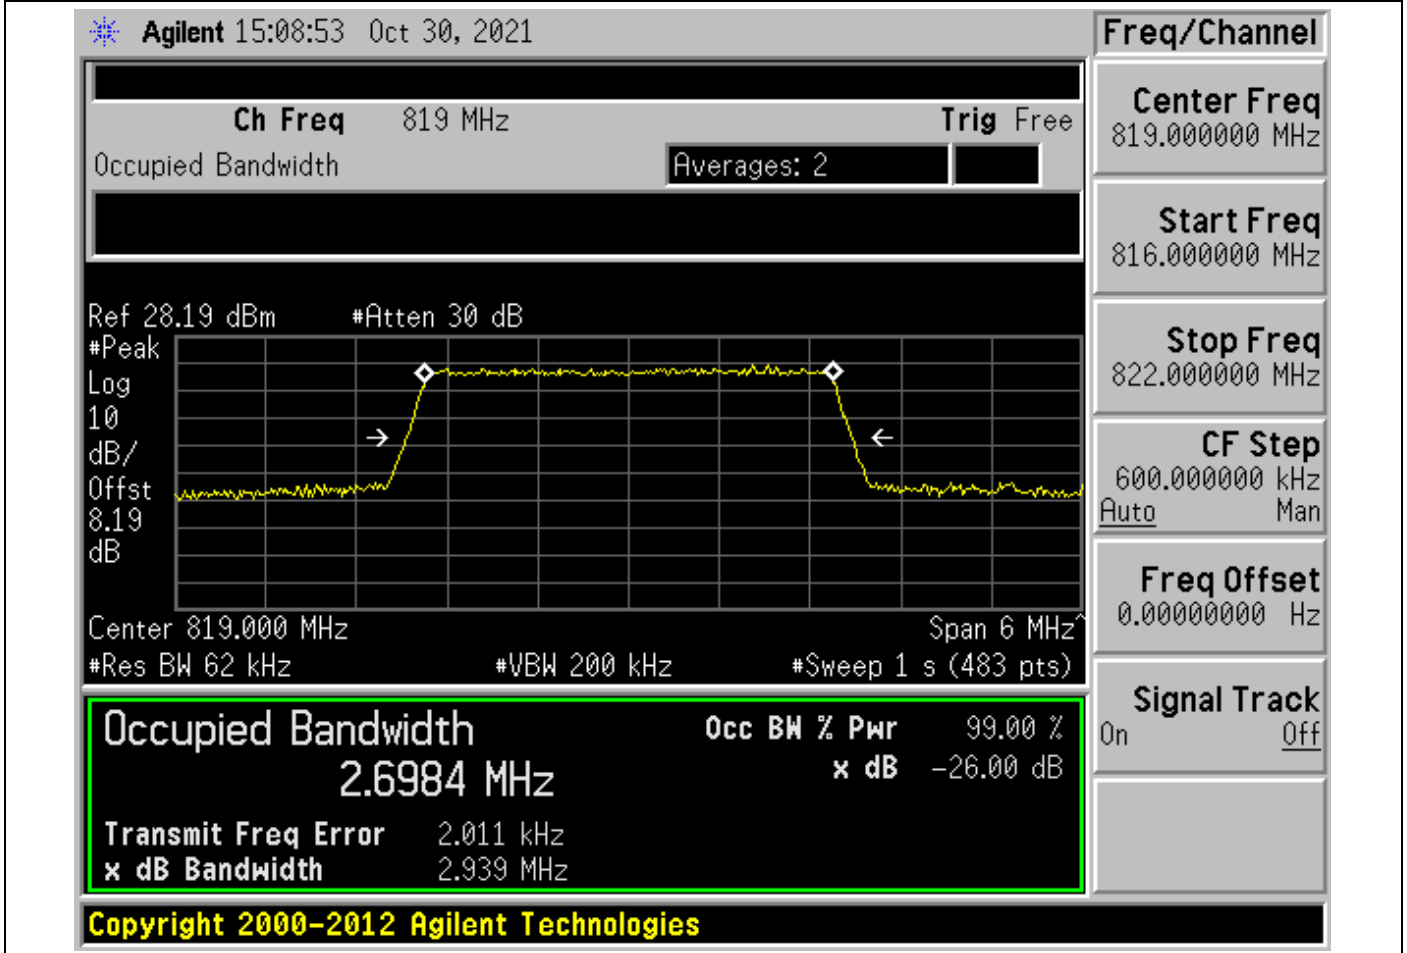 Agilent 15:08:53 Oct 30, 2021
Freq/Channel
Ch Freq 819 MHz Trig Free
Occupied Bandwidth Averages: 2
Center Freq
819.000000 MHz
Start Freq
816.000000 MHz
Stop Freq
822.000000 MHz
CF Step
600.000000 kHz
Auto Man
Freq Offset
0.00000000 Hz
Signal Track
On Off
Ref 28.19 dBm #Atten 30 dB
#Peak
Log
10
dB/
Offst
8.19
dB
Center 819.000 MHz Span 6 MHz^
#Res BW 62 kHz #VBW 200 kHz #Sweep 1 s (483 pts)
Occupied Bandwidth Occ BW % Pwr 99.00 %
2.6984 MHz x dB -26.00 dB
Transmit Freq Error 2.011 kHz
x dB Bandwidth 2.939 MHz
Copyright 2000-2012 Agilent Technologies